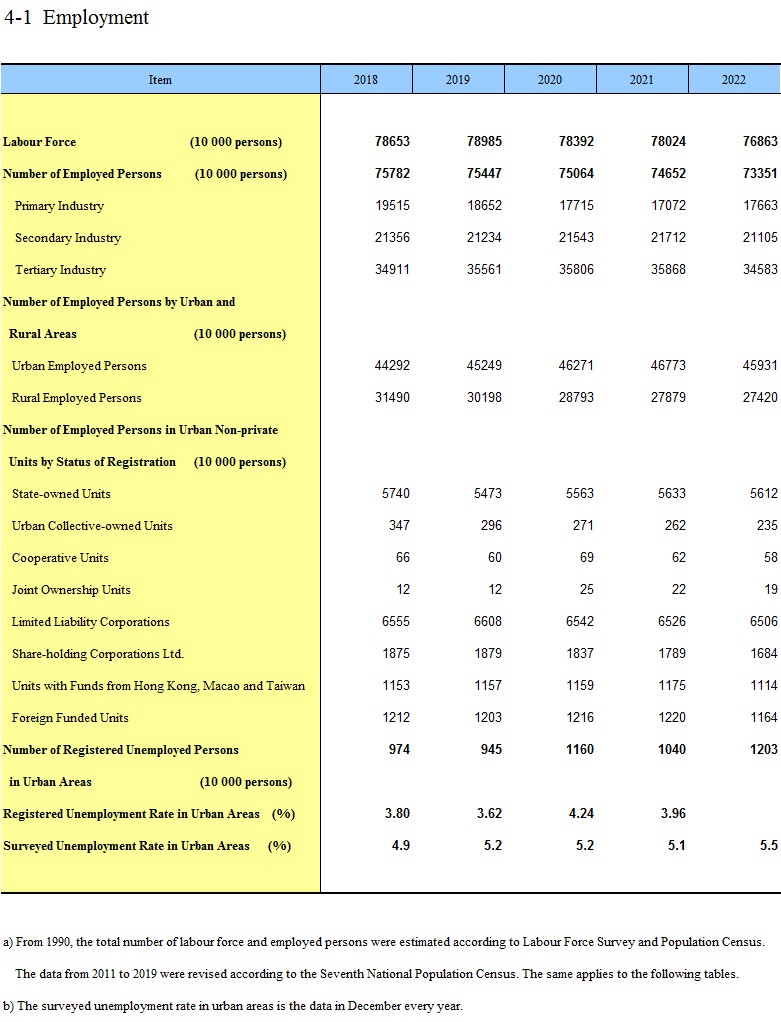 4-1 Employment
Item 2018 2019 2020 2021 2022
Labour Force (10 000 persons) 78653 78985 78392 78024 76863
Number of Employed Persons (10 000 persons) 75782 75447 75064 74652 73351
Primary Industry 19515 18652 17715 17072 17663
Secondary Industry 21356 21234 21543 21712 21105
Tertiary Industry 34911 35561 35806 35868 34583
Number of Employed Persons by Urban and
Rural Areas (10 000 persons)
Urban Employed Persons 44292 45249 46271 46773 45931
Rural Employed Persons 31490 30198 28793 27879 27420
Number of Employed Persons in Urban Non-private
Units by Status of Registration (10 000 persons)
State-owned Units 5740 5473 5563 5633 5612
Urban Collective-owned Units 347 296 271 262 235
Cooperative Units 66 60 69 62 58
Joint Ownership Units 12 12 25 22 19
Limited Liability Corporations 6555 6608 6542 6526 6506
Share-holding Corporations Ltd. 1875 1879 1837 1789 1684
Units with Funds from Hong Kong, Macao and Taiwan 1153 1157 1159 1175 1114
Foreign Funded Units 1212 1203 1216 1220 1164
Number of Registered Unemployed Persons 974 945 1160 1040 1203
in Urban Areas (10 000 persons)
Registered Unemployment Rate in Urban Areas (%) 3.80 3.62 4.24 3.96
Surveyed Unemployment Rate in Urban Areas (%) 4.9 5.2 5.2 5.1 5.5
a) From 1990, the total number of labour force and employed persons were estimated according to Labour Force Survey and Population Census.
The data from 2011 to 2019 were revised according to the Seventh National Population Census. The same applies to the following tables.
b) The surveyed unemployment rate in urban areas is the data in December every year.